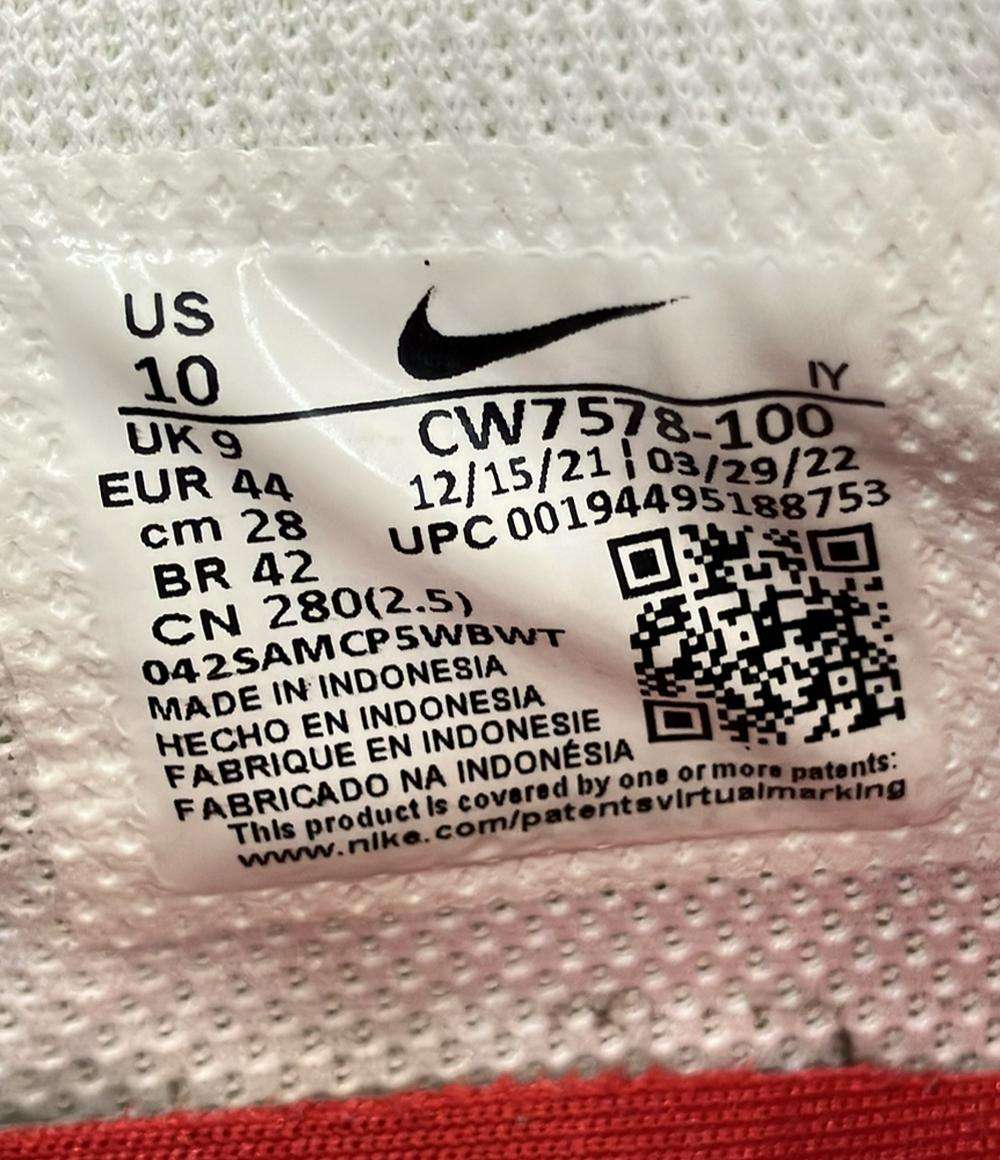 US
10
IY
UK 9
CW7578-100
EUR 44
12/15/21 ¦ 03/29/22
cm 28
UPC 00194495188753
BR 42
CN 280(2.5)
042SAMCP5WBWT
MADE IN INDONESIA
HECHO EN INDONESIA
FABRIQUE EN INDONESIE
FABRICADO NA INDONÉSIA
This product is covered by one or more patents:
www.nike.com/patentsvirtualmarking